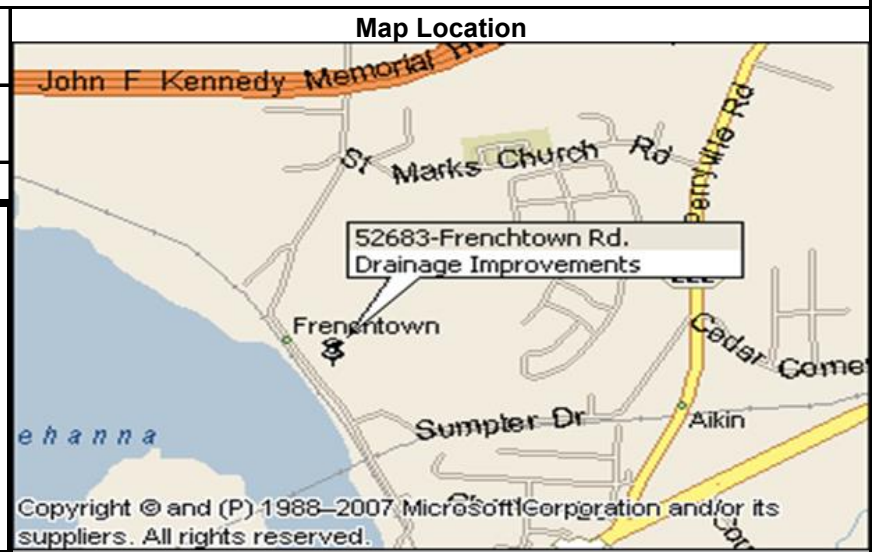 Map Location
John F Kennedy Memorial
St Marks Church Rd
Perryville Rd
52683-Frenchtown Rd.
Drainage Improvements
Frenchtown
Cedar Corner
Sumpter Dr
Aikin
ehanna
Copyright © and (P) 1988–2007 Microsoft Corporation and/or its
suppliers. All rights reserved.